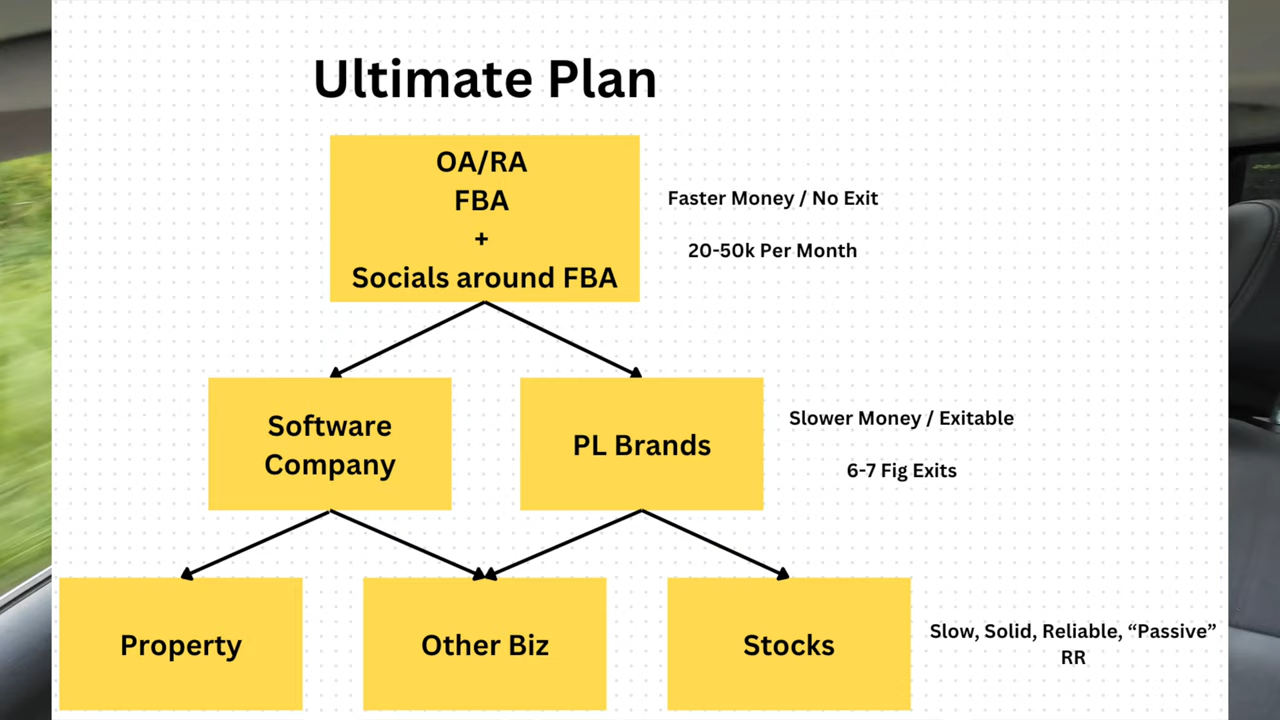 Ultimate Plan
OA/RA
FBA
+
Socials around FBA
Faster Money / No Exit
20-50k Per Month
Software
Company
PL Brands
Slower Money / Exitable
6-7 Fig Exits
Property
Other Biz
Stocks
Slow, Solid, Reliable, “Passive”
RR